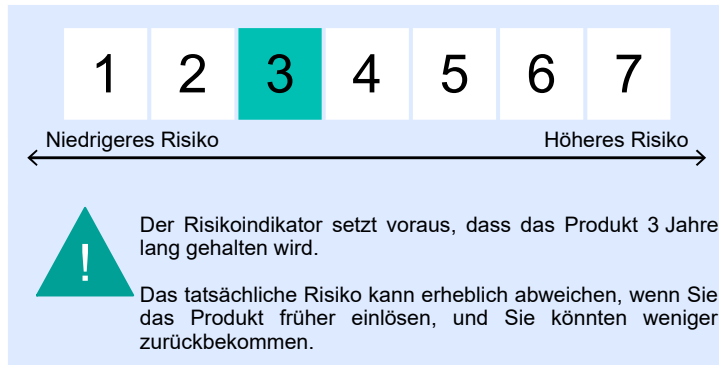 1 2 3 4 5 6 7
Niedrigeres Risiko Höheres Risiko
!
Der Risikoindikator setzt voraus, dass das Produkt 3 Jahre
lang gehalten wird.
Das tatsächliche Risiko kann erheblich abweichen, wenn Sie
das Produkt früher einlösen, und Sie könnten weniger
zurückbekommen.